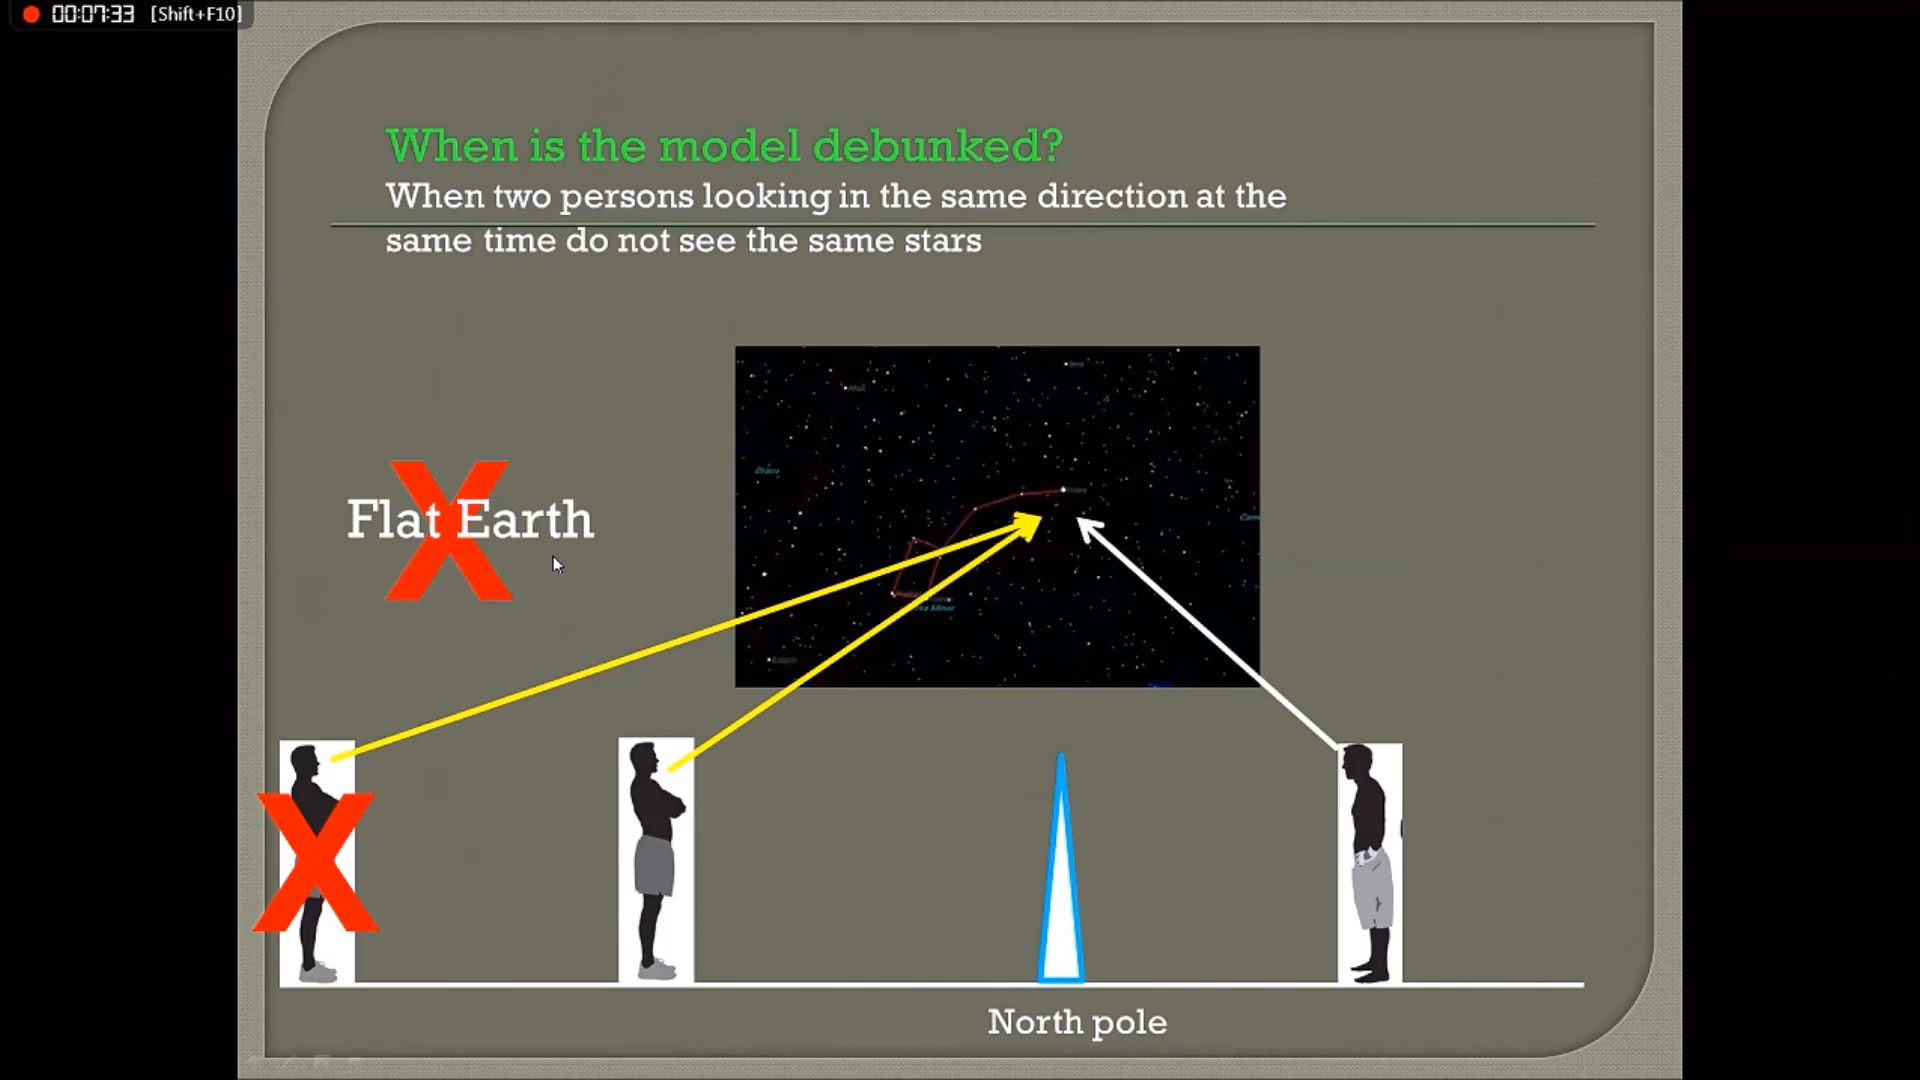 00:07:33 [Shift+F10]
When is the model debunked?
When two persons looking in the same direction at the
same time do not see the same stars
Draco
Flat Earth
X
X
North pole